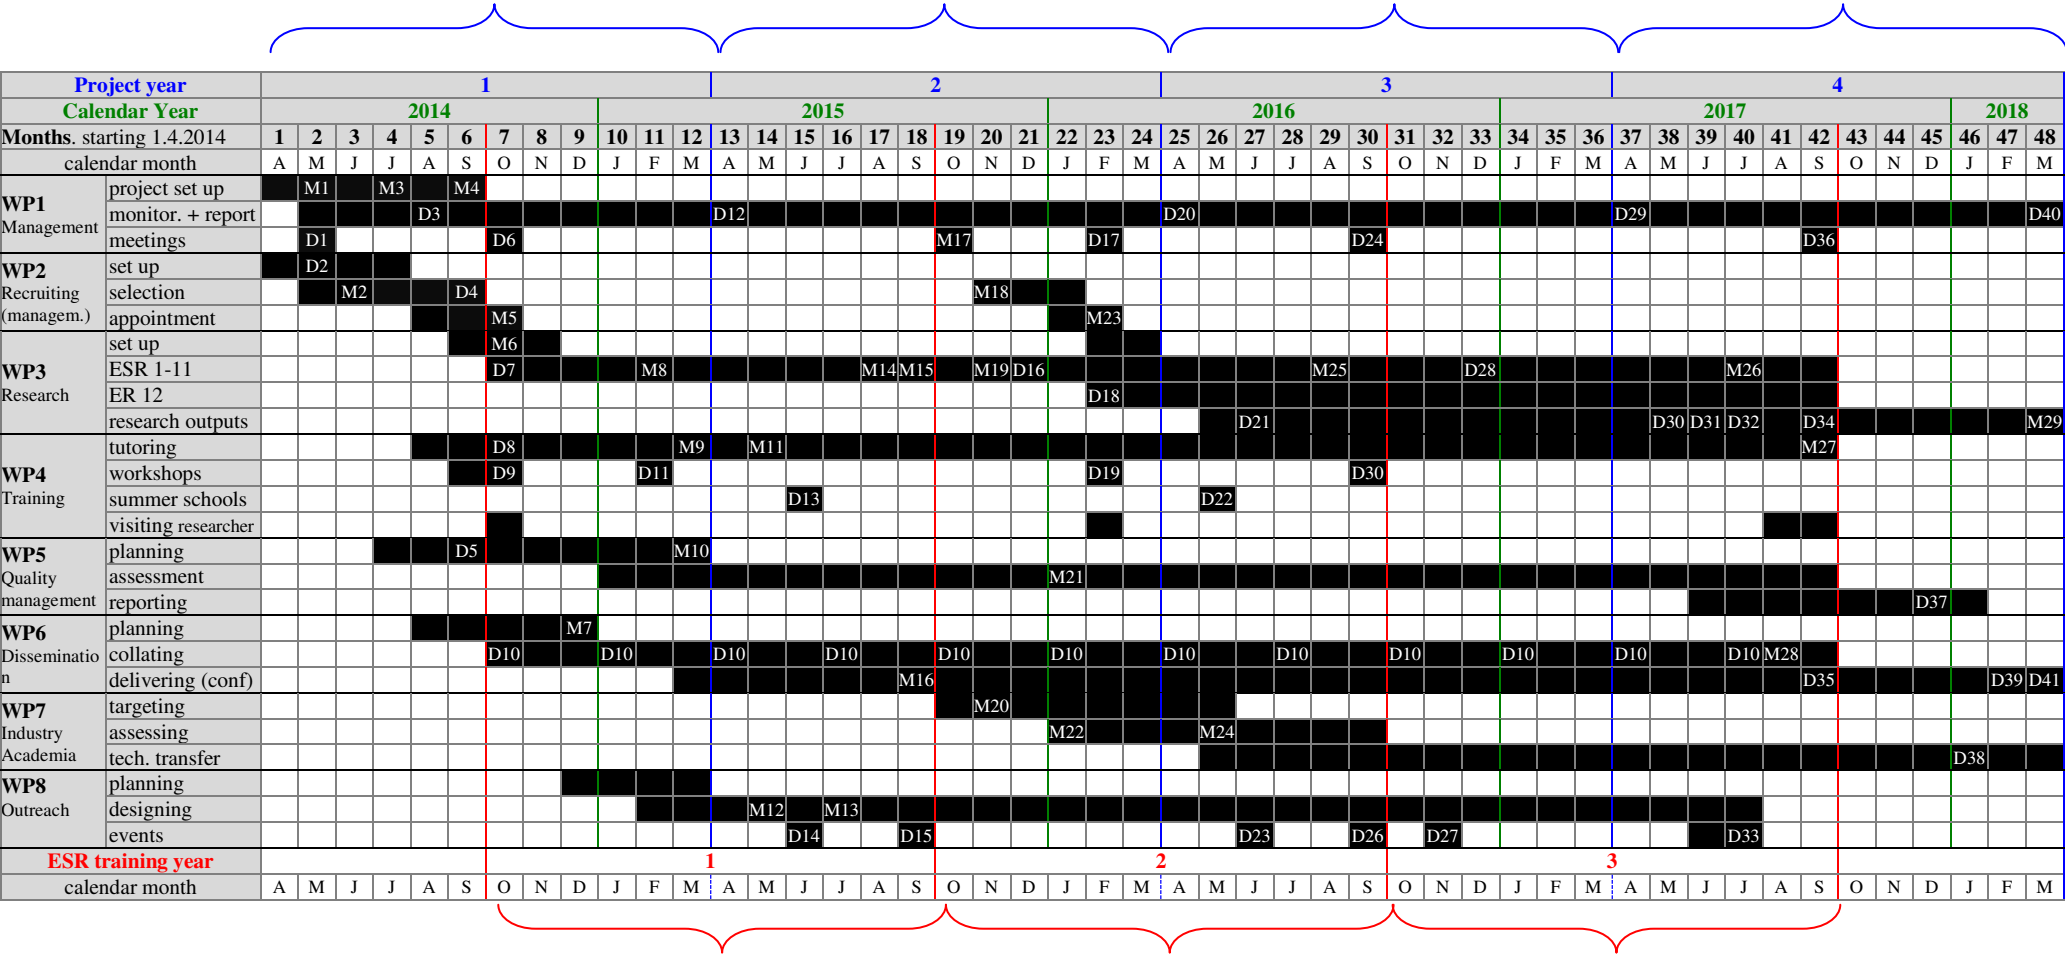 Project year 1 2 3 4
Calendar Year 2014 2015 2016 2017 2018
Months. starting 1.4.2014 1 2 3 4 5 6 7 8 9 10 11 12 13 14 15 16 17 18 19 20 21 22 23 24 25 26 27 28 29 30 31 32 33 34 35 36 37 38 39 40 41 42 43 44 45 46 47 48
calendar month A M J J A S O N D J F M A M J J A S O N D J F M A M J J A S O N D J F M A M J J A S O N D J F M
WP1 Management
project set up M1 M3 M4
monitor. + report D3 D12 D20 D29 D40
meetings D1 D6 M17 D17 D24 D36
WP2 Recruiting (managem.)
set up D2
selection M2 D4 M18
appointment M5 M23
WP3 Research
set up M6
ESR 1-11 D7 M8 M14 M15 M19 D16 M25 D28 M26
ER 12 D18
research outputs D21 D30 D31 D32 D34 M29
WP4 Training
tutoring D8 M9 M11 M27
workshops D9 D11 D19 D30
summer schools D13 D22
visiting researcher
WP5 Quality management
planning D5 M10
assessment M21
reporting D37
WP6 Disseminatio n
planning M7
collating D10 D10 D10 D10 D10 D10 D10 D10 D10 D10 D10 D10 M28
delivering (conf) M16 D35 D39 D41
WP7 Industry Academia
targeting M20
assessing M22 M24
tech. transfer D38
WP8 Outreach
planning
designing M12 M13
events D14 D15 D23 D26 D27 D33
ESR training year 1 2 3
calendar month A M J J A S O N D J F M A M J J A S O N D J F M A M J J A S O N D J F M A M J J A S O N D J F M